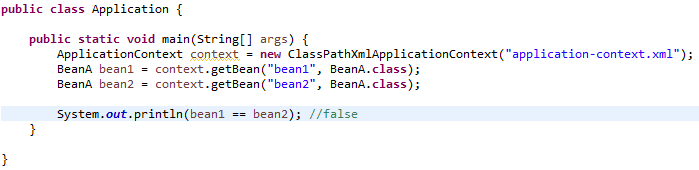 public class Application {
public static void main(String[] args) {
ApplicationContext context = new ClassPathXmlApplicationContext("application-context.xml");
BeanA bean1 = context.getBean("bean1", BeanA.class);
BeanA bean2 = context.getBean("bean2", BeanA.class);
System.out.println(bean1 == bean2); //false
}
}